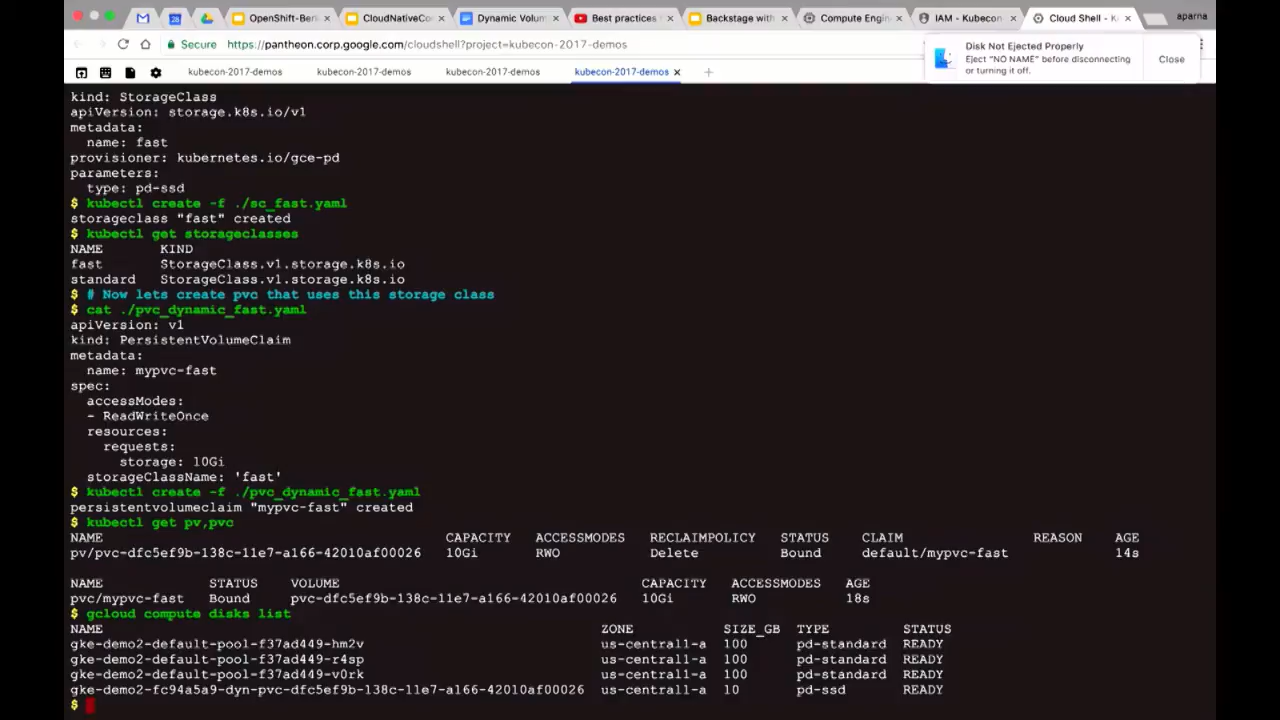 OpenShift-Berl
CloudNativeCo
Dynamic Volum
Best practices
Backstage with
Compute Engin
IAM - Kubecon
Cloud Shell - K
aparna
28
Secure
https://pantheon.corp.google.com/cloudshell?project=kubecon-2017-demos
Disk Not Ejected Properly
Eject "NO NAME" before disconnecting
or turning it off.
Close
kubecon-2017-demos
kubecon-2017-demos
kubecon-2017-demos
kubecon-2017-demos
kind: StorageClass
apiVersion: storage.k8s.io/v1
metadata:
name: fast
provisioner: kubernetes.io/gce-pd
parameters:
type: pd-ssd
$ kubectl create -f ./sc_fast.yaml
storageclass "fast" created
$ kubectl get storageclasses
NAME KIND
fast StorageClass.v1.storage.k8s.io
standard StorageClass.v1.storage.k8s.io
$ # Now lets create pvc that uses this storage class
$ cat ./pvc_dynamic_fast.yaml
apiVersion: v1
kind: PersistentVolumeClaim
metadata:
name: mypvc-fast
spec:
accessModes:
- ReadWriteOnce
resources:
requests:
storage: 10Gi
storageClassName: 'fast'
$ kubectl create -f ./pvc_dynamic_fast.yaml
persistentvolumeclaim "mypvc-fast" created
$ kubectl get pv,pvc
NAME CAPACITY ACCESSMODES RECLAIMPOLICY STATUS CLAIM REASON AGE
pv/pvc-dfc5ef9b-138c-11e7-a166-42010af00026 10Gi RWO Delete Bound default/mypvc-fast 14s
NAME STATUS VOLUME CAPACITY ACCESSMODES AGE
pvc/mypvc-fast Bound pvc-dfc5ef9b-138c-11e7-a166-42010af00026 10Gi RWO 18s
$ gcloud compute disks list
NAME ZONE SIZE_GB TYPE STATUS
gke-demo2-default-pool-f37ad449-hm2v us-central1-a 100 pd-standard READY
gke-demo2-default-pool-f37ad449-r4sp us-central1-a 100 pd-standard READY
gke-demo2-default-pool-f37ad449-v0rk us-central1-a 100 pd-standard READY
gke-demo2-fc94a5a9-dyn-pvc-dfc5ef9b-138c-11e7-a166-42010af00026 us-central1-a 10 pd-ssd READY
$